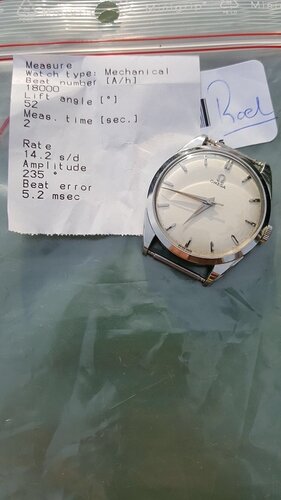 Measure
Watch type: Mechanical
Beat number [A/h]
18000
Lift angle [°]
52
Meas. time [sec.]
2
Rate
14.2 s/d
Amplitude
235 °
Beat error
5.2 msec
Ω
OMEGA